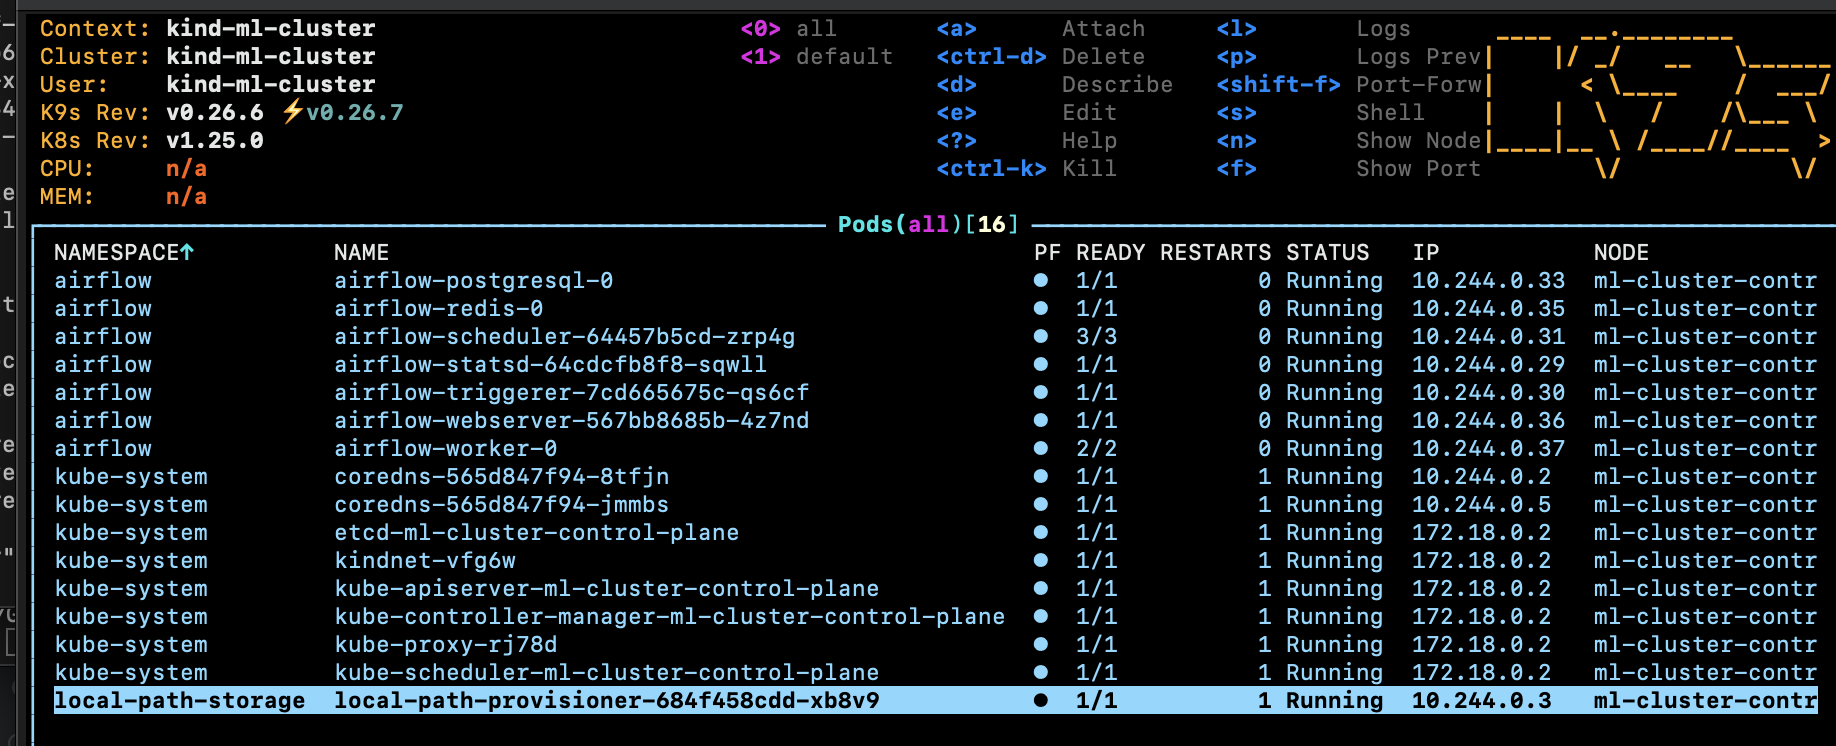 Context: kind-ml-cluster <0> all <a> Attach <l> Logs
Cluster: kind-ml-cluster <1> default <ctrl-d> Delete <p> Logs Prev
User: kind-ml-cluster <d> Describe <shift-f> Port-Forw
K9s Rev: v0.26.6 ⚡v0.26.7 <e> Edit <s> Shell
K8s Rev: v1.25.0 <?> Help <n> Show Node
CPU: n/a <ctrl-k> Kill <f> Show Port
MEM: n/a
Pods(all)[16]
NAMESPACE↑ NAME PF READY RESTARTS STATUS IP NODE
airflow airflow-postgresql-0 ● 1/1 0 Running 10.244.0.33 ml-cluster-contr
airflow airflow-redis-0 ● 1/1 0 Running 10.244.0.35 ml-cluster-contr
airflow airflow-scheduler-64457b5cd-zrp4g ● 3/3 0 Running 10.244.0.31 ml-cluster-contr
airflow airflow-statsd-64cdcfb8f8-sqwll ● 1/1 0 Running 10.244.0.29 ml-cluster-contr
airflow airflow-triggerer-7cd665675c-qs6cf ● 1/1 0 Running 10.244.0.30 ml-cluster-contr
airflow airflow-webserver-567bb8685b-4z7nd ● 1/1 0 Running 10.244.0.36 ml-cluster-contr
airflow airflow-worker-0 ● 2/2 0 Running 10.244.0.37 ml-cluster-contr
kube-system coredns-565d847f94-8tfjn ● 1/1 1 Running 10.244.0.2 ml-cluster-contr
kube-system coredns-565d847f94-jmmbs ● 1/1 1 Running 10.244.0.5 ml-cluster-contr
kube-system etcd-ml-cluster-control-plane ● 1/1 1 Running 172.18.0.2 ml-cluster-contr
kube-system kindnet-vfg6w ● 1/1 1 Running 172.18.0.2 ml-cluster-contr
kube-system kube-apiserver-ml-cluster-control-plane ● 1/1 1 Running 172.18.0.2 ml-cluster-contr
kube-system kube-controller-manager-ml-cluster-control-plane ● 1/1 1 Running 172.18.0.2 ml-cluster-contr
kube-system kube-proxy-rj78d ● 1/1 1 Running 172.18.0.2 ml-cluster-contr
kube-system kube-scheduler-ml-cluster-control-plane ● 1/1 1 Running 172.18.0.2 ml-cluster-contr
local-path-storage local-path-provisioner-684f458cdd-xb8v9 ● 1/1 1 Running 10.244.0.3 ml-cluster-contr